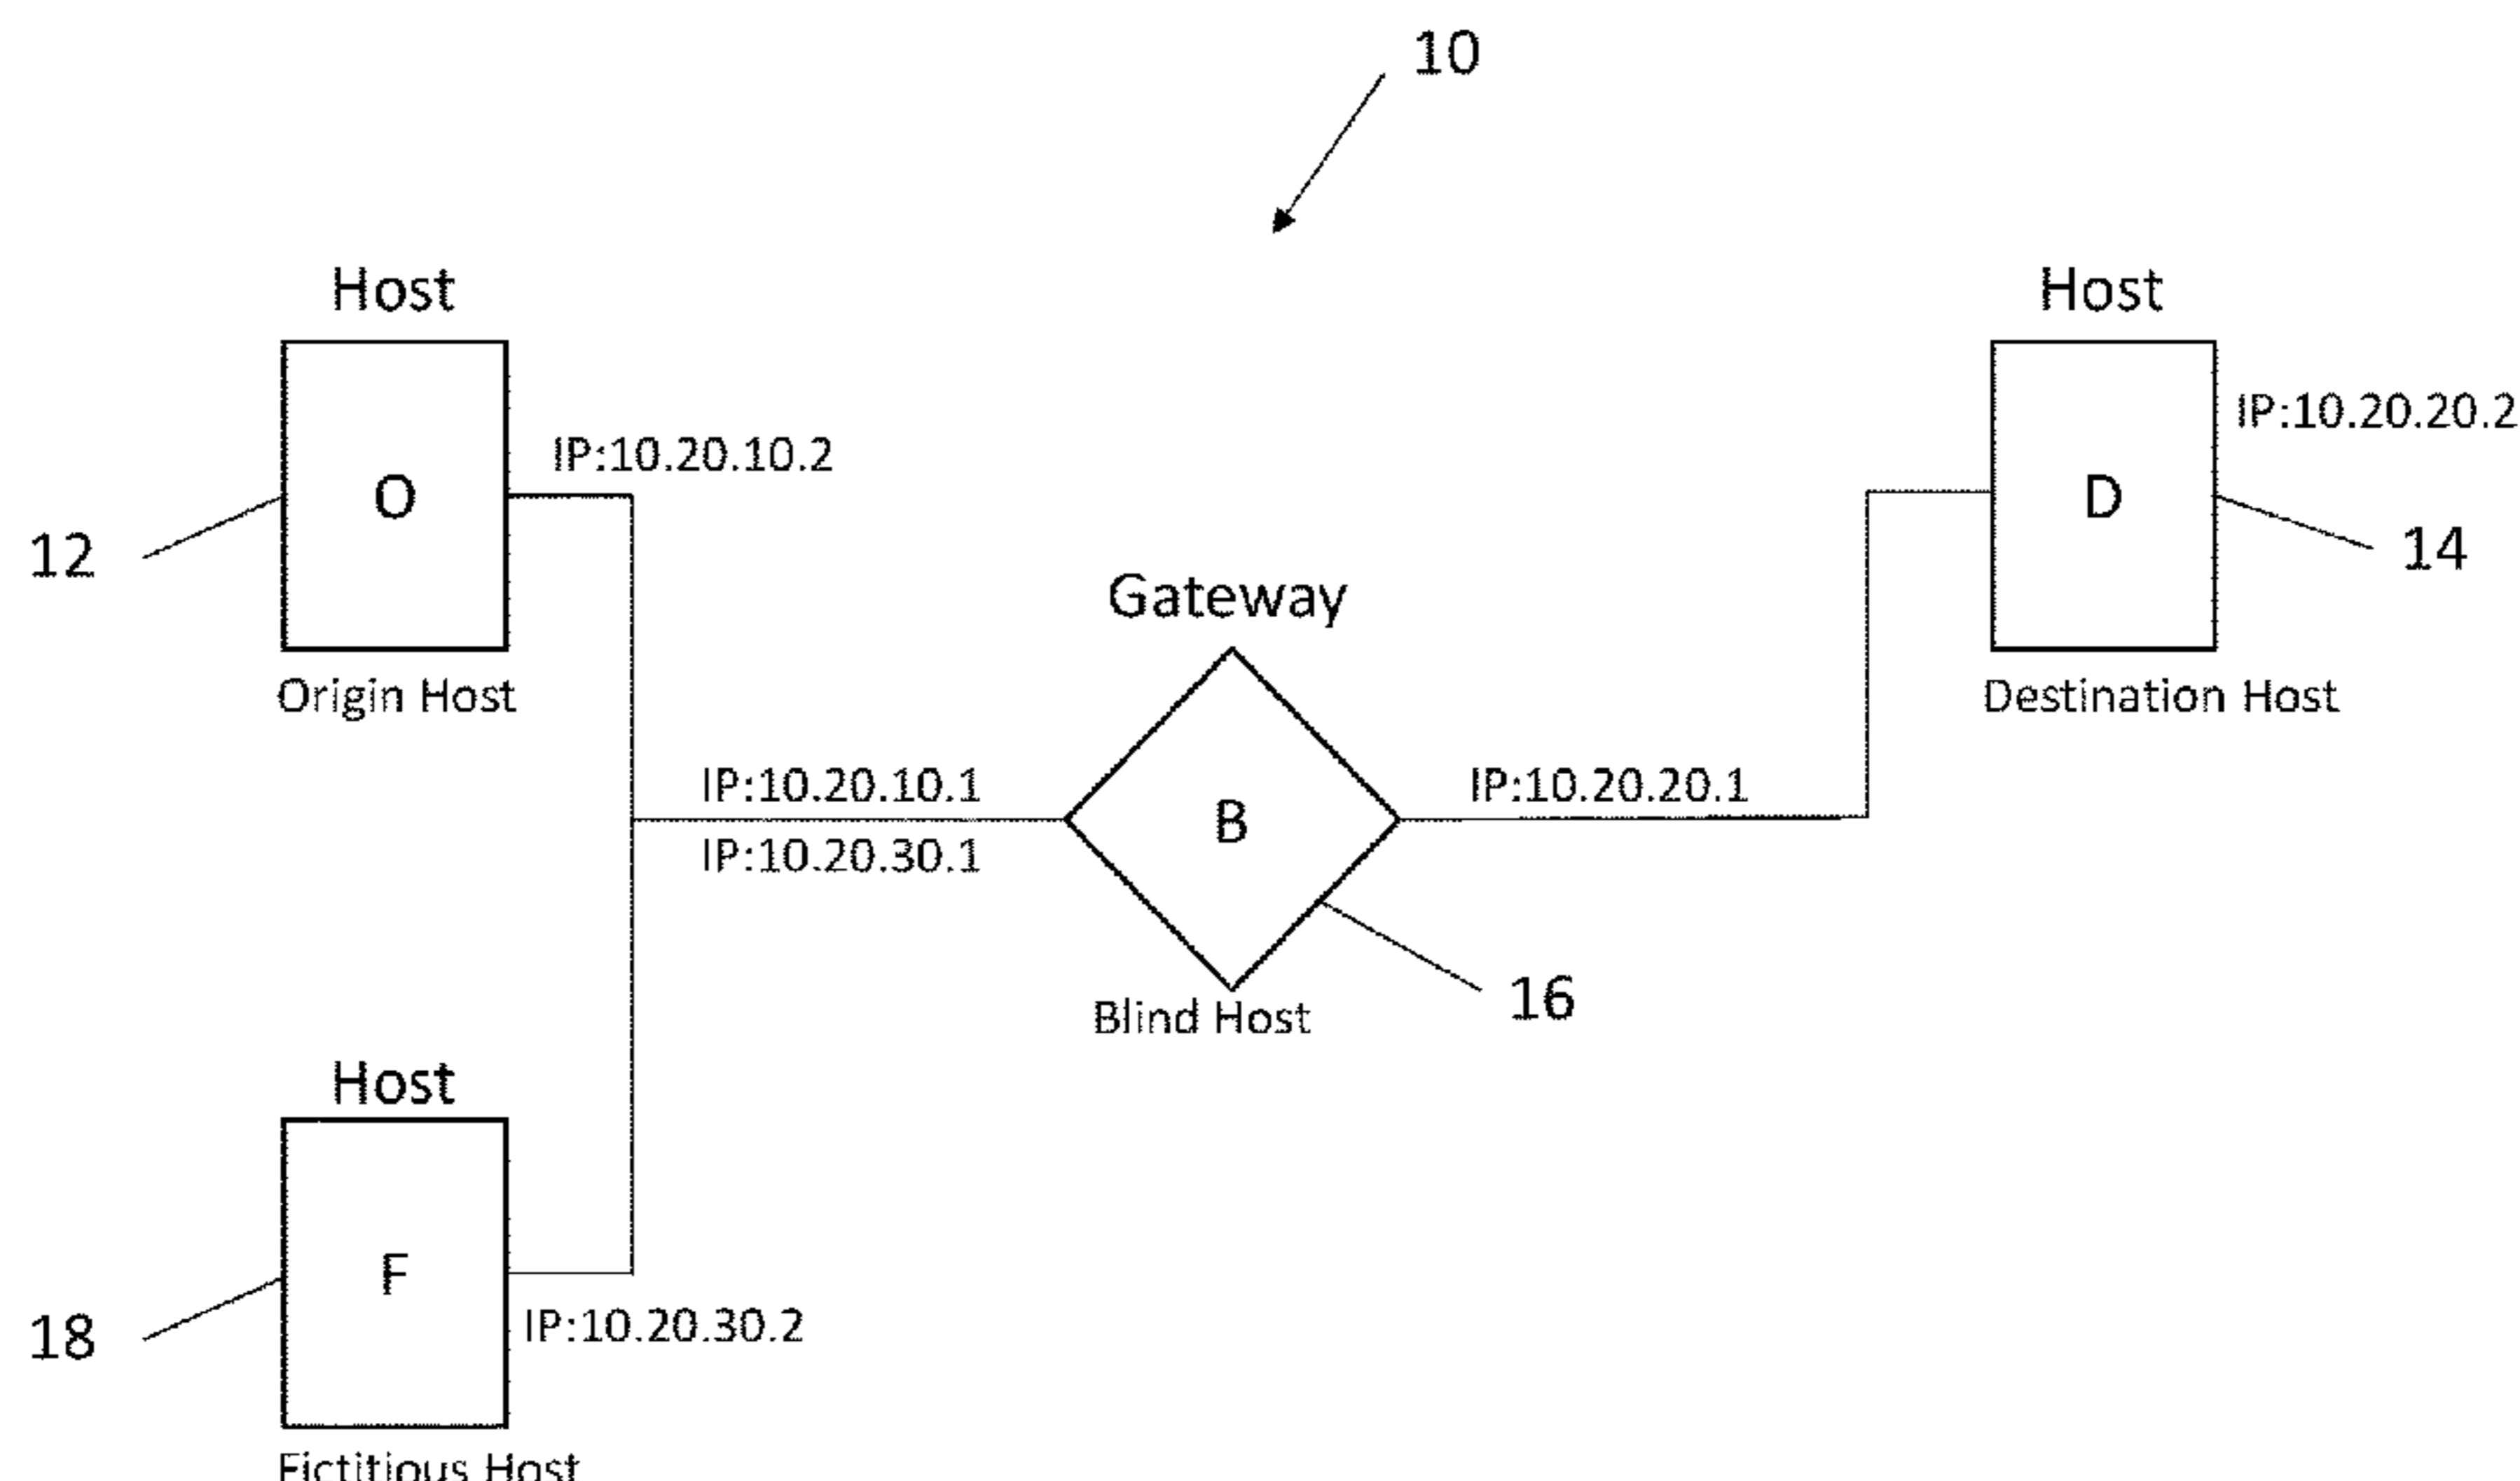 10
Host
Host
IP:10.20.20.2
IP:10.20.10.2
O
D
12
14
Gateway
Origin Host
Destination Host
IP:10.20.10.1
IP:10.20.20.1
B
IP:10.20.30.1
16
Blind Host
Host
F
IP:10.20.30.2
18
Fictitious Host